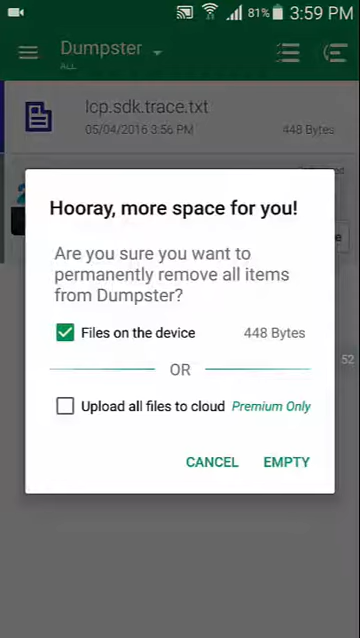 81% 3:59 PM
Dumpster
ALL
lcp.sdk.trace.txt
05/04/2016 3:56 PM 448 Bytes
Hooray, more space for you!
Are you sure you want to
permanently remove all items
from Dumpster?
Files on the device 448 Bytes
OR
52
Upload all files to cloud Premium Only
CANCEL EMPTY